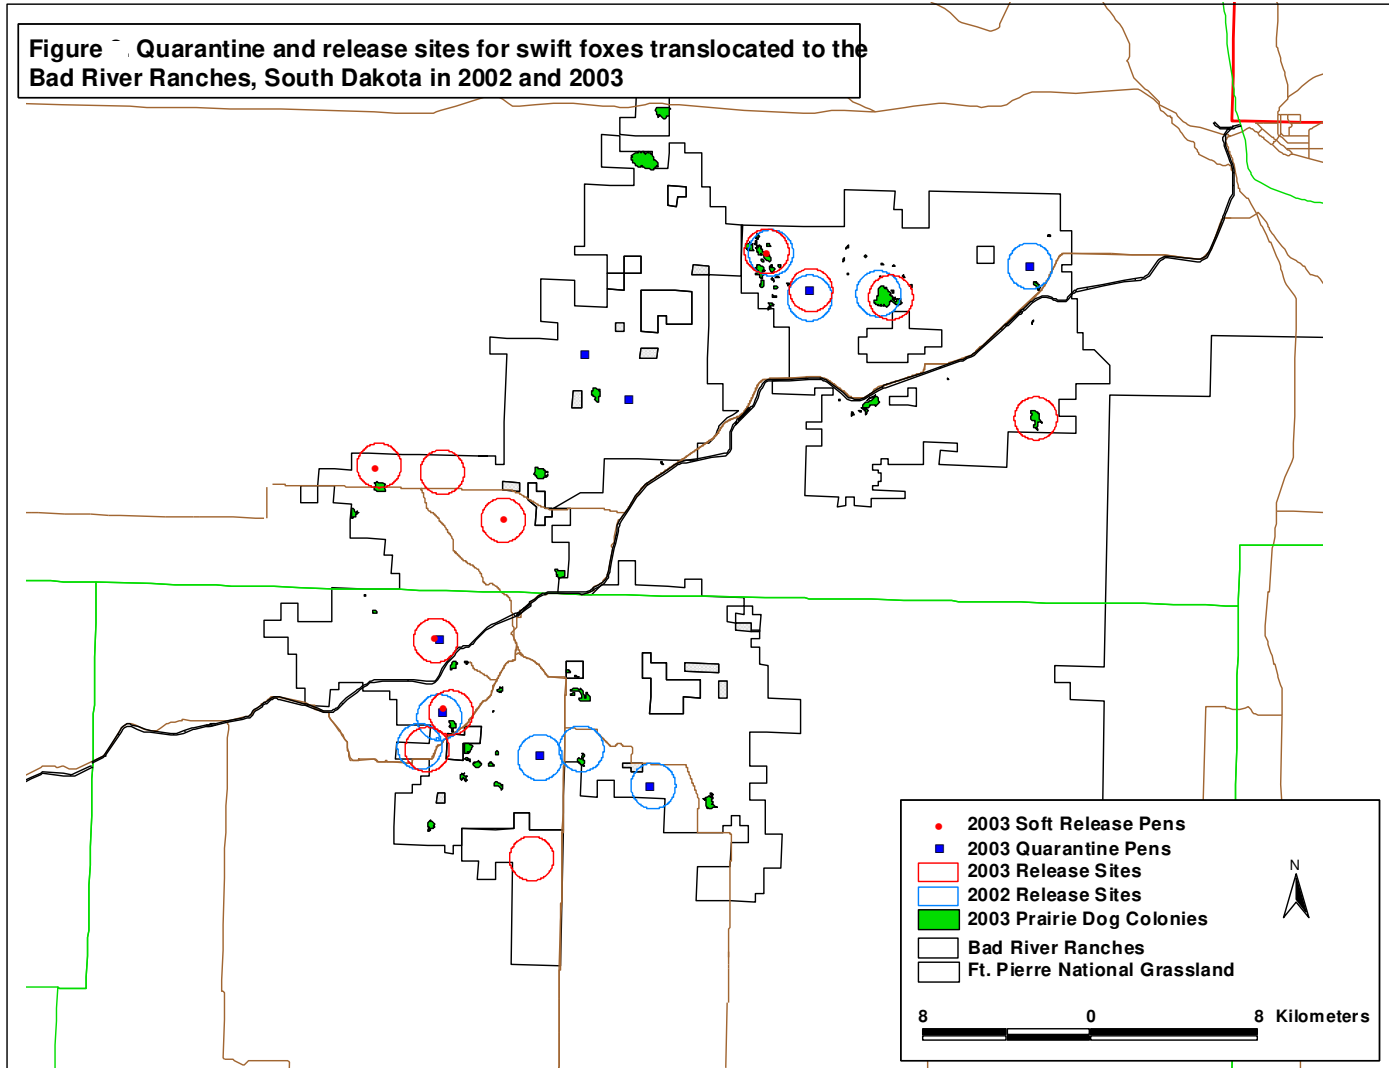 Figure . Quarantine and release sites for swift foxes translocated to the
Bad River Ranches, South Dakota in 2002 and 2003
2003 Soft Release Pens
2003 Quarantine Pens
2003 Release Sites
2002 Release Sites
2003 Prairie Dog Colonies
Bad River Ranches
Ft. Pierre National Grassland
N
8 0 8 Kilometers